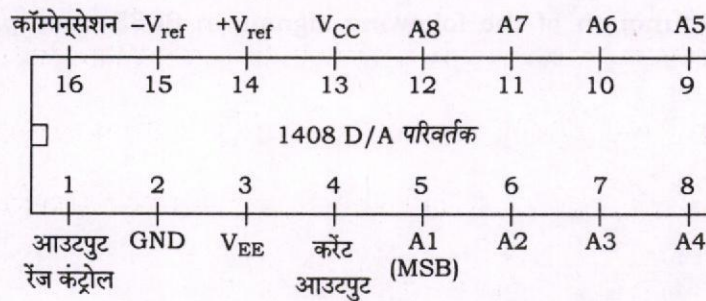 कॉम्पेन्सेशन -Vref +Vref VCC A8 A7 A6 A5
16 15 14 13 12 11 10 9
1408 D/A परिवर्तक
1 2 3 4 5 6 7 8
आउटपुट GND VEE करेंट A1 A2 A3 A4
रेंज कंट्रोल आउटपुट (MSB)